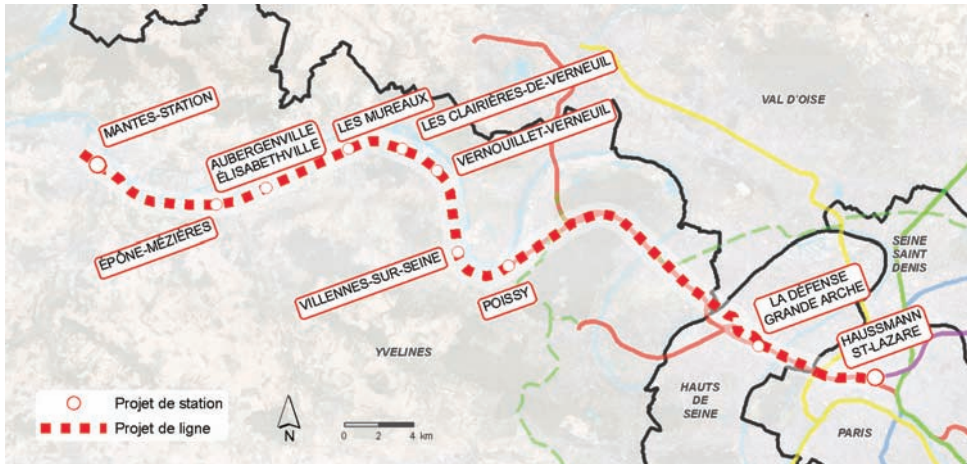 MANTES-STATION
AUBERGENVILLE
ÉLISABETHVILLE
LES MUREAUX
LES CLAIRIÈRES-DE-VERNEUIL
VERNOUILLET-VERNEUIL
VAL D'OISE
ÉPÔNE-MÉZIÈRES
VILLENNES-SUR-SEINE
POISSY
SEINE
SAINT
DENIS
LA DÉFENSE
GRANDE ARCHE
HAUSSMANN
ST-LAZARE
YVELINES
HAUTS
DE
SEINE
PARIS
Projet de station
Projet de ligne
N
0 2 4 km